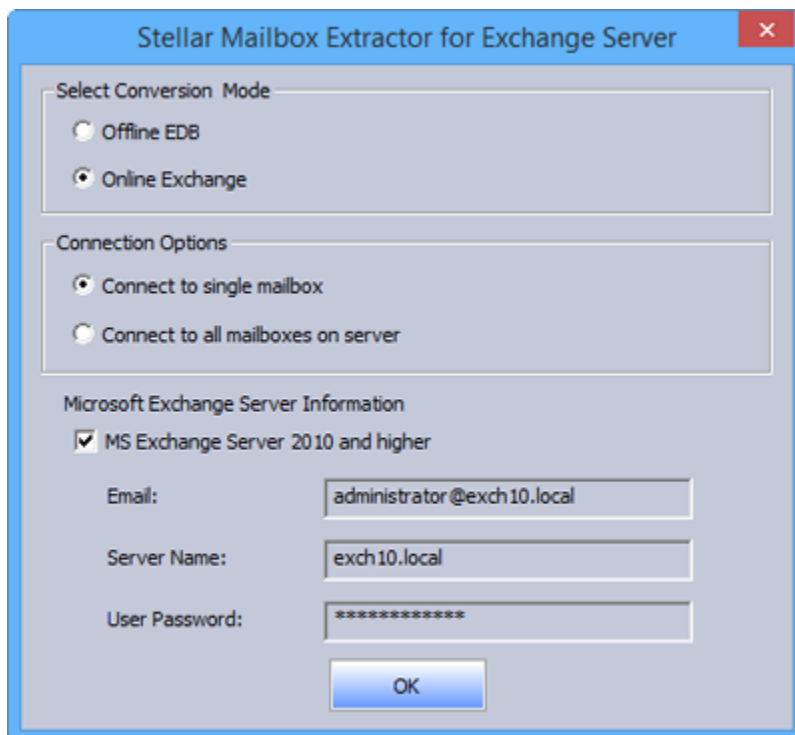 Stellar Mailbox Extractor for Exchange Server
Select Conversion Mode
Offline EDB
Online Exchange
Connection Options
Connect to single mailbox
Connect to all mailboxes on server
Microsoft Exchange Server Information
MS Exchange Server 2010 and higher
Email: administrator@exch10.local
Server Name: exch10.local
User Password: ************
OK